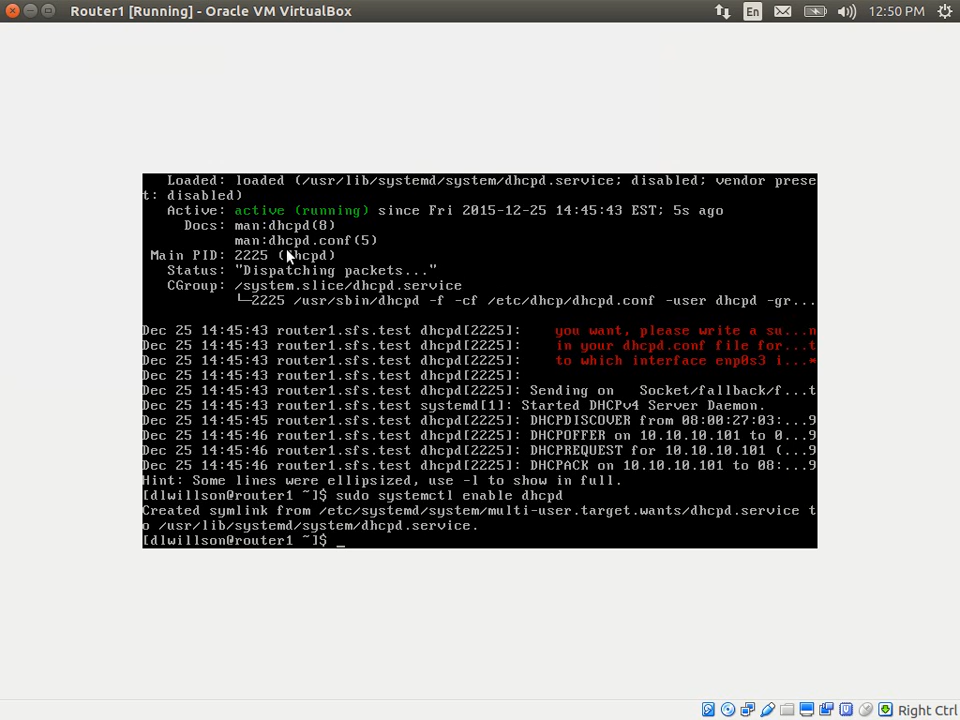 Router1 [Running] - Oracle VM VirtualBox
En
12:50 PM
Loaded: loaded (/usr/lib/systemd/system/dhcpd.service; disabled; vendor prese
t: disabled)
Active: active (running) since Fri 2015-12-25 14:45:43 EST; 5s ago
Docs: man:dhcpd(8)
man:dhcpd.conf(5)
Main PID: 2225 (dhcpd)
Status: "Dispatching packets..."
CGroup: /system.slice/dhcpd.service
└─2225 /usr/sbin/dhcpd -f -cf /etc/dhcp/dhcpd.conf -user dhcpd -gr...
Dec 25 14:45:43 router1.sfs.test dhcpd[2225]: you want, please write a su...n
Dec 25 14:45:43 router1.sfs.test dhcpd[2225]: in your dhcpd.conf file for...t
Dec 25 14:45:43 router1.sfs.test dhcpd[2225]: to which interface enp0s3 i...*
Dec 25 14:45:43 router1.sfs.test dhcpd[2225]:
Dec 25 14:45:43 router1.sfs.test dhcpd[2225]: Sending on Socket/fallback/f...t
Dec 25 14:45:43 router1.sfs.test systemd[1]: Started DHCPv4 Server Daemon.
Dec 25 14:45:45 router1.sfs.test dhcpd[2225]: DHCPDISCOVER from 08:00:27:03:...9
Dec 25 14:45:46 router1.sfs.test dhcpd[2225]: DHCPOFFER on 10.10.10.101 to 0...9
Dec 25 14:45:46 router1.sfs.test dhcpd[2225]: DHCPREQUEST for 10.10.10.101 (...9
Dec 25 14:45:46 router1.sfs.test dhcpd[2225]: DHCPACK on 10.10.10.101 to 08:...9
Hint: Some lines were ellipsized, use -l to show in full.
[dlwillson@router1 ~]$ sudo systemctl enable dhcpd
Created symlink from /etc/systemd/system/multi-user.target.wants/dhcpd.service t
o /usr/lib/systemd/system/dhcpd.service.
[dlwillson@router1 ~]$ _
Right Ctrl